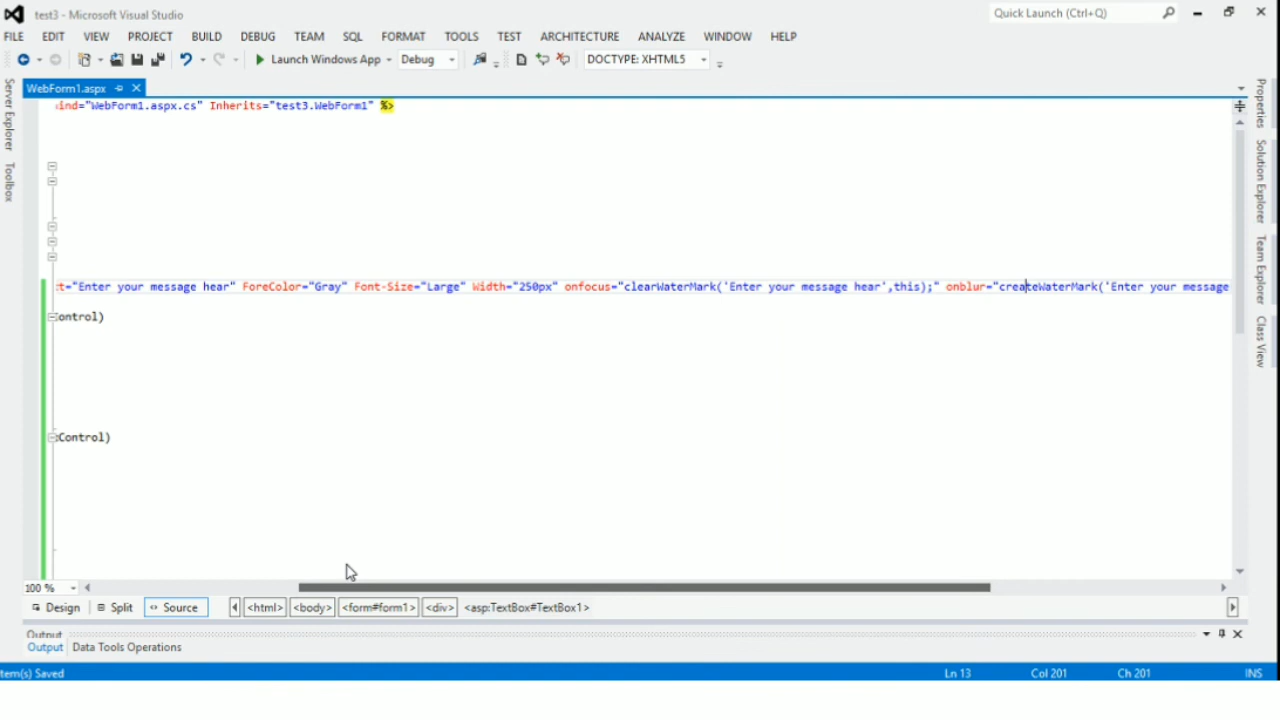 test3 - Microsoft Visual Studio
Quick Launch (Ctrl+Q)
FILE EDIT VIEW PROJECT BUILD DEBUG TEAM SQL FORMAT TOOLS TEST ARCHITECTURE ANALYZE WINDOW HELP
Launch Windows App Debug DOCTYPE: XHTML5
WebForm1.aspx
Server Explorer
Toolbox
ind="WebForm1.aspx.cs" Inherits="test3.WebForm1" %>
t="Enter your message hear" ForeColor="Gray" Font-Size="Large" Width="250px" onfocus="clearWaterMark('Enter your message hear',this);" onblur="createWaterMark('Enter your message
ontrol)
Control)
Properties
Solution Explorer
Team Explorer
Class View
100 %
Design Split Source <html> <body> <form#form1> <div> <asp:TextBox#TextBox1>
Output
Output Data Tools Operations
tem(s) Saved Ln 13 Col 201 Ch 201 INS